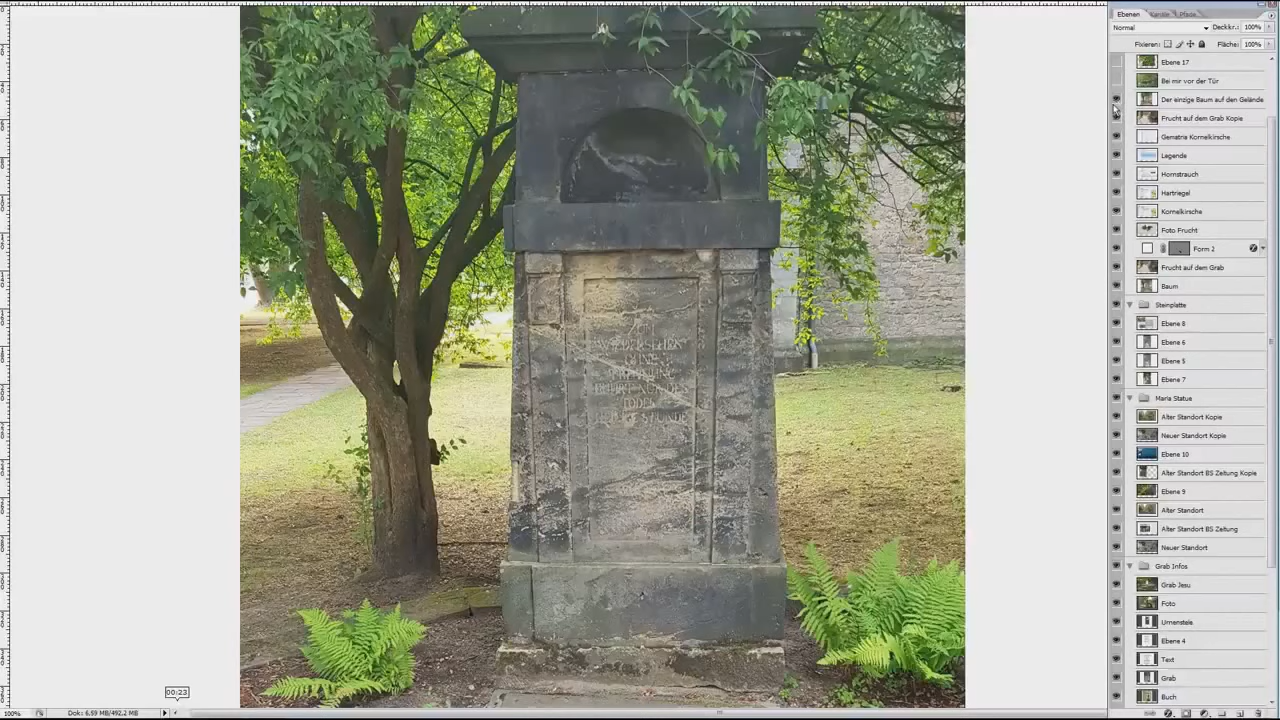 Ebenen Kanäle Pfade
Normal Deckkr.: 100%
Fixieren: Fläche: 100%
Ebene 17
Bei mir vor der Tür
Der einzige Baum auf den Gelände
Frucht auf dem Grab Kopie
Gematrie Kornelkirsche
Legende
Hornstrauch
Hartriegel
Kornelkirsche
Foto Frucht
Form 2
Frucht auf dem Grab
Baum
Steinplatte
Ebene 8
Ebene 6
Ebene 5
Ebene 7
Maria Statue
Alter Standort Kopie
Neuer Standort Kopie
Ebene 10
Alter Standort BS Zeitung Kopie
Ebene 9
Alter Standort
Alter Standort BS Zeitung
Neuer Standort
Grab Infos
Grab Jesu
Foto
Urnenstele
Ebene 4
Text
Grab
Buch
00:23
100% Dok: 6,59 MB/492,2 MB